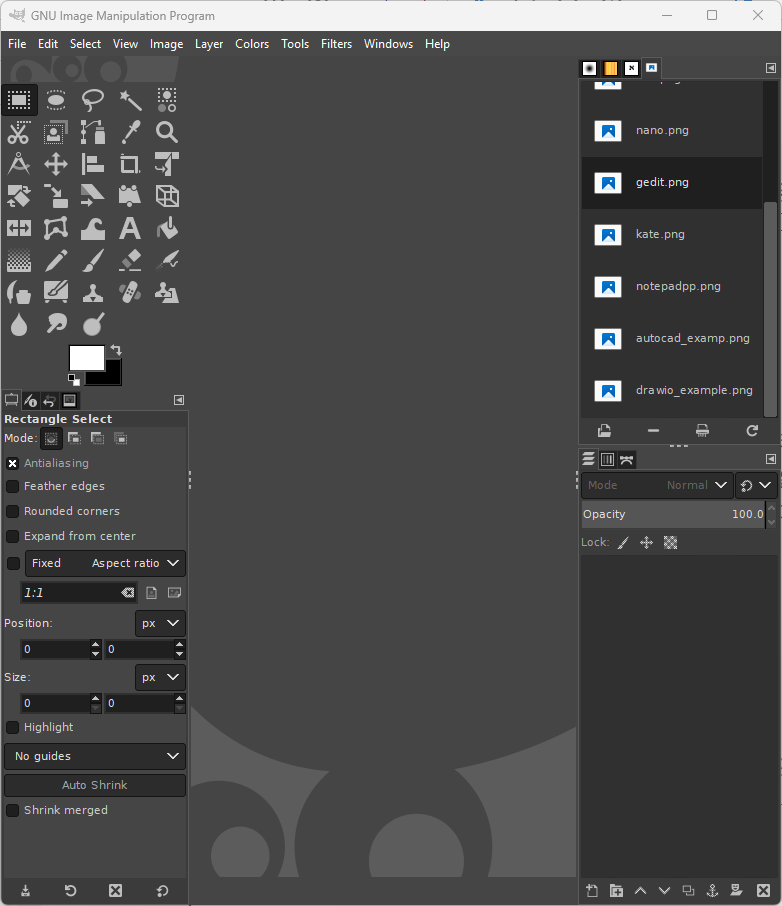 GNU Image Manipulation Program
File Edit Select View Image Layer Colors Tools Filters Windows Help
nano.png
gedit.png
kate.png
notepadpp.png
autocad_examp.png
drawio_example.png
Rectangle Select
Mode:
Antialiasing
Feather edges
Rounded corners
Expand from center
Fixed Aspect ratio
1:1
Position: px
0 0
Size: px
0 0
Highlight
No guides
Auto Shrink
Shrink merged
Mode Normal
Opacity 100.0
Lock: